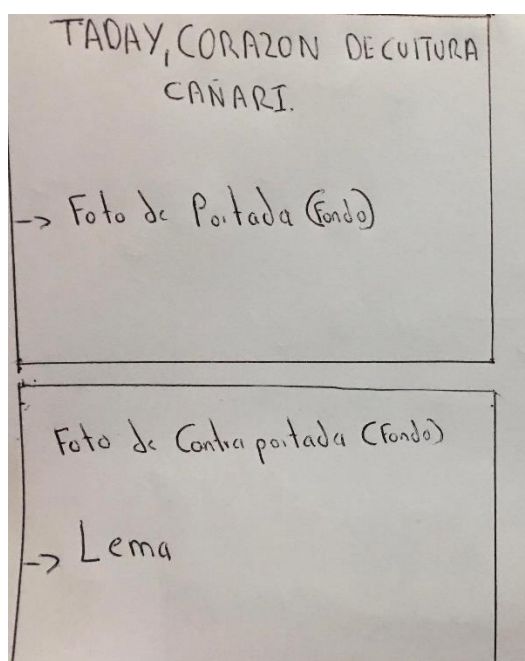 TADAY, CORAZON DE CULTURA
CAÑARI.
-> Foto de Portada (Fondo)
Foto de Contraportada (Fondo)
-> Lema